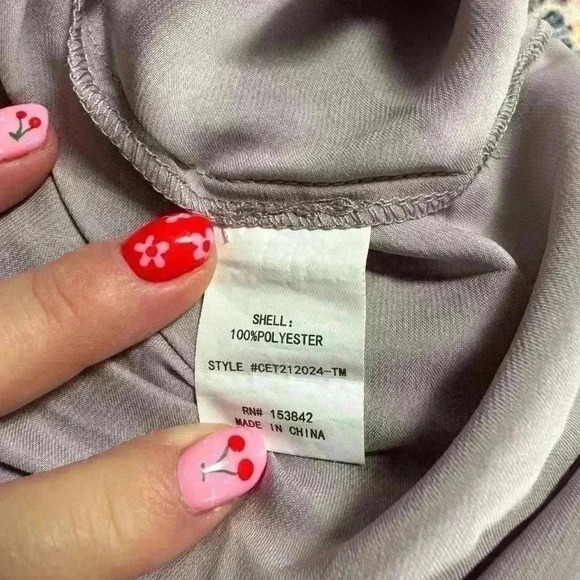 SHELL:
100%POLYESTER
STYLE #CET212024-TM
RN# 153842
MADE IN CHINA